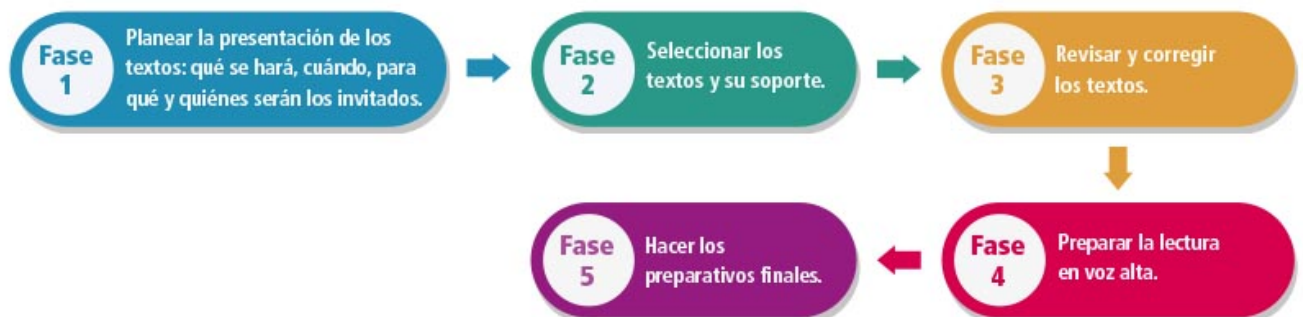 Fase
1
Planear la presentación de los
textos: qué se hará, cuándo, para
qué y quiénes serán los invitados.
Fase
2
Seleccionar los
textos y su soporte.
Fase
3
Revisar y corregir
los textos.
Fase
4
Preparar la lectura
en voz alta.
Fase
5
Hacer los
preparativos finales.